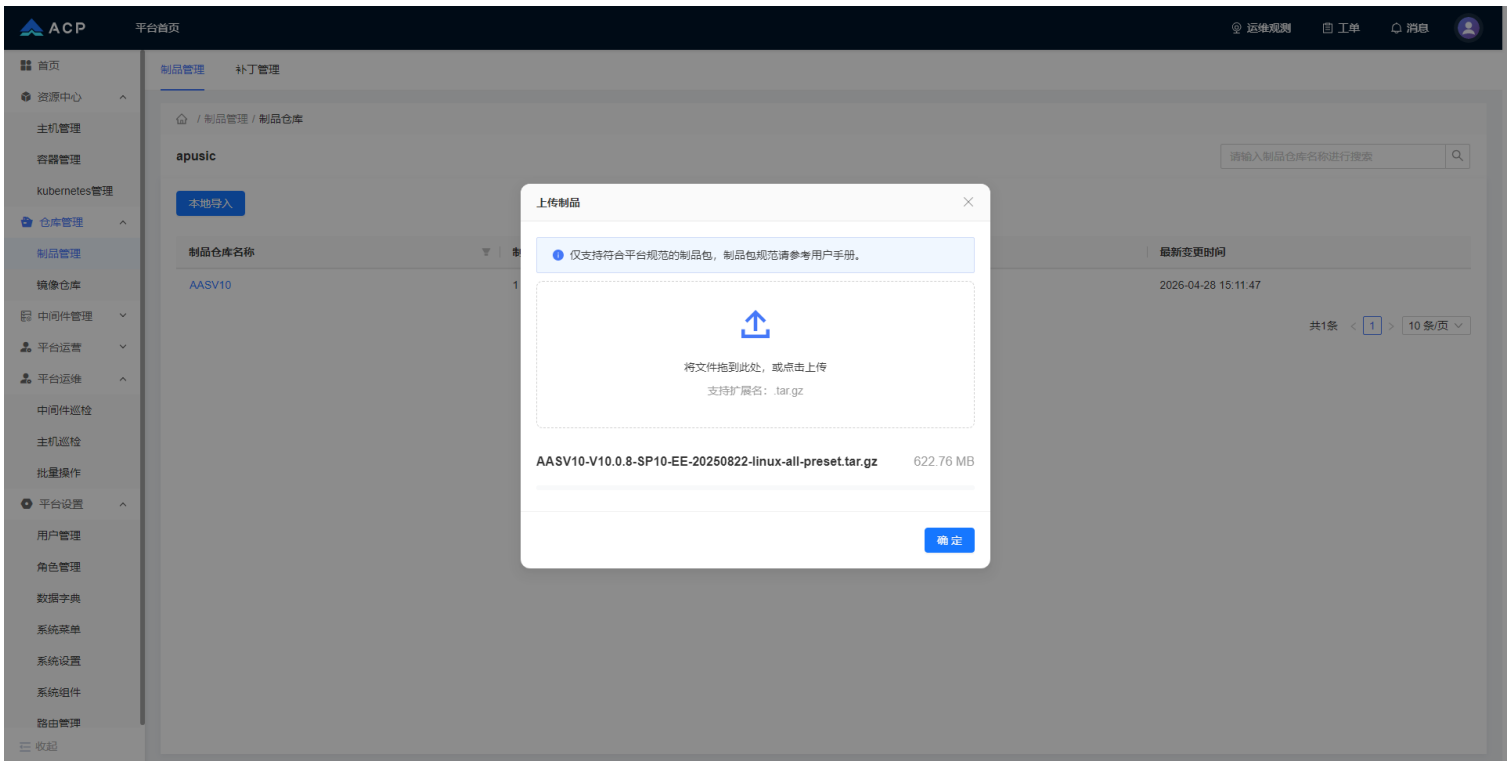 ACP
平台首页
运维观测
工单
消息
首页
资源中心
主机管理
容器管理
kubernetes管理
仓库管理
制品管理
镜像仓库
中间件管理
平台运营
平台运维
中间件巡检
主机巡检
批量操作
平台设置
用户管理
角色管理
数据字典
系统菜单
系统设置
系统组件
路由管理
收起
制品管理
补丁管理
/ 制品管理 / 制品仓库
apusic
请输入制品仓库名称进行搜索
本地导入
制品仓库名称
最新变更时间
AASV10
1
2026-04-28 15:11:47
共1条
< 1 >
10 条/页
上传制品
仅支持符合平台规范的制品包，制品包规范请参考用户手册。
将文件拖到此处，或点击上传
支持扩展名：.tar.gz
AASV10-V10.0.8-SP10-EE-20250822-linux-all-preset.tar.gz
622.76 MB
确定